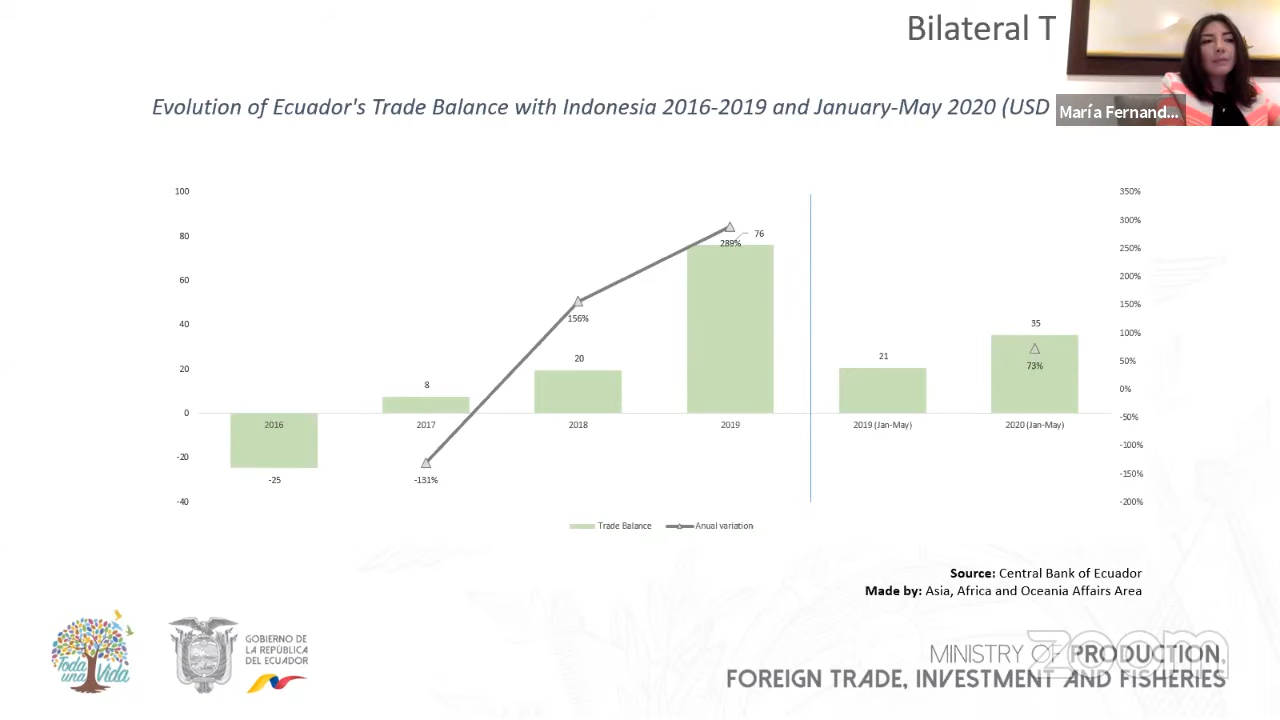 Bilateral T
María Fernand...
Evolution of Ecuador's Trade Balance with Indonesia 2016-2019 and January-May 2020 (USD
100
80
60
40
20
0
-20
-40
350%
300%
250%
200%
150%
100%
50%
0%
-50%
-100%
-150%
-200%
-25
8
20
76
21
35
-131%
156%
289%
73%
2016
2017
2018
2019
2019 (Jan-May)
2020 (Jan-May)
Trade Balance
Anual variation
Source: Central Bank of Ecuador
Made by: Asia, Africa and Oceania Affairs Area
Toda
una Vida
GOBIERNO DE
LA REPÚBLICA
DEL ECUADOR
zoom
MINISTRY OF PRODUCTION,
FOREIGN TRADE, INVESTMENT AND FISHERIES